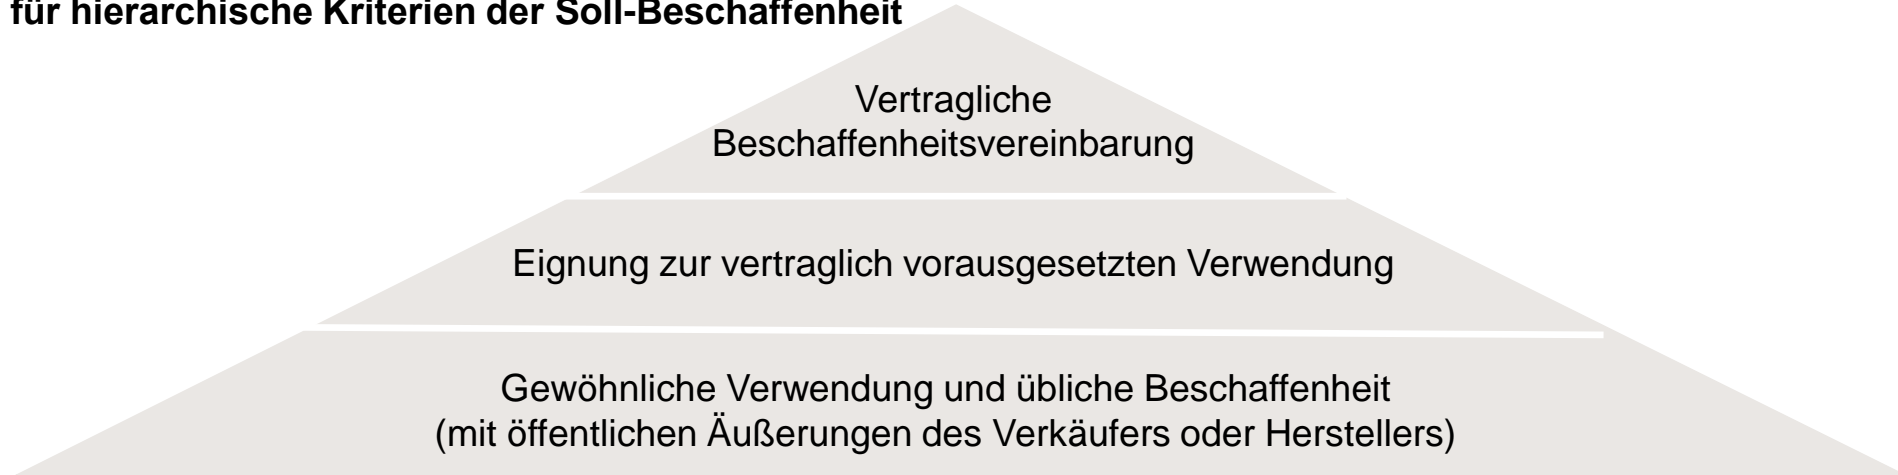 für hierarchische Kriterien der Soll-Beschaffenheit
Vertragliche
Beschaffenheitsvereinbarung
Eignung zur vertraglich vorausgesetzten Verwendung
Gewöhnliche Verwendung und übliche Beschaffenheit
(mit öffentlichen Äußerungen des Verkäufers oder Herstellers)